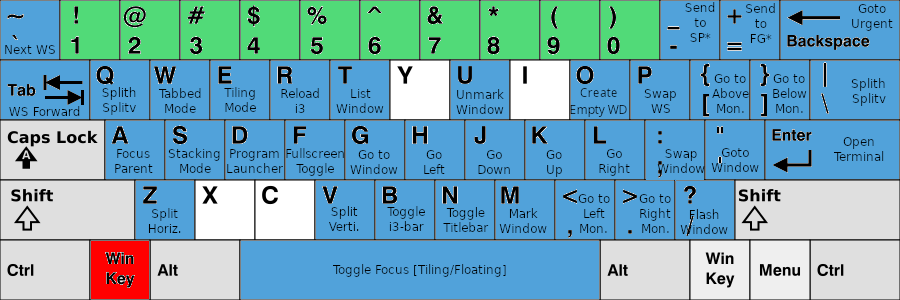 ~ ` Next WS
! 1
@ 2
# 3
$ 4
% 5
^ 6
& 7
* 8
( 9
) 0
_ - Send to SP*
+ = Send to FG*
Backspace Goto Urgent
Tab WS Forward
Q Splith Splitv
W Tabbed Mode
E Tiling Mode
R Reload i3
T List Window
Y
U Unmark Window
I
O Create Empty WD
P Swap WS
{ [ Go to Above Mon.
} ] Go to Below Mon.
| \ Splith Splitv
Caps Lock A
A Focus Parent
S Stacking Mode
D Program Launcher
F Fullscreen Toggle
G Go to Window
H Go Left
J Go Down
K Go Up
L Go Right
: ; Swap Window
" ' Goto Window
Enter Open Terminal
Shift
Z Split Horiz.
X
C
V Split Verti.
B Toggle i3-bar
N Toggle Titlebar
M Mark Window
< , Go to Left Mon.
> . Go to Right Mon.
? / Flash Window
Shift
Ctrl
Win Key
Alt
Toggle Focus [Tiling/Floating]
Alt
Win Key
Menu
Ctrl